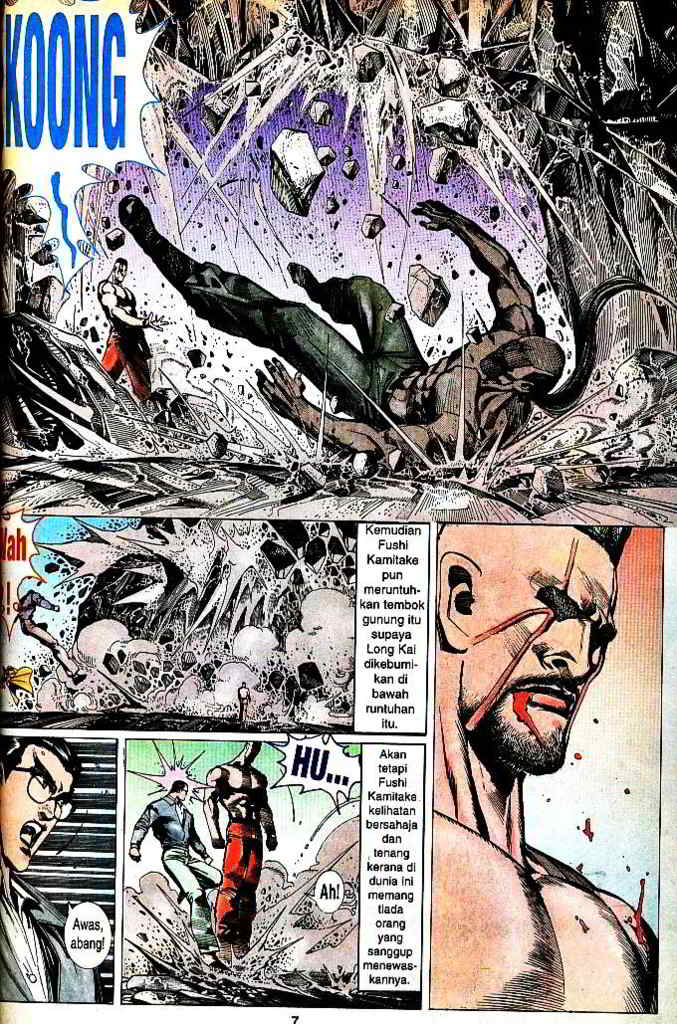 KOONG
Nah
!
Kemudian
Fushi
Kamitake
pun
meruntuh-
kan tembok
gunung itu
supaya
Long Kai
dikebumi-
kan di
bawah
runtuhan
itu.
Awas,
abang!
HU...
Ah!
Akan
tetapi
Fushi
Kamitake
kelihatan
bersahaja
dan
tenang
kerana di
dunia ini
memang
tiada
orang
yang
sanggup
menewas-
kannya.
7